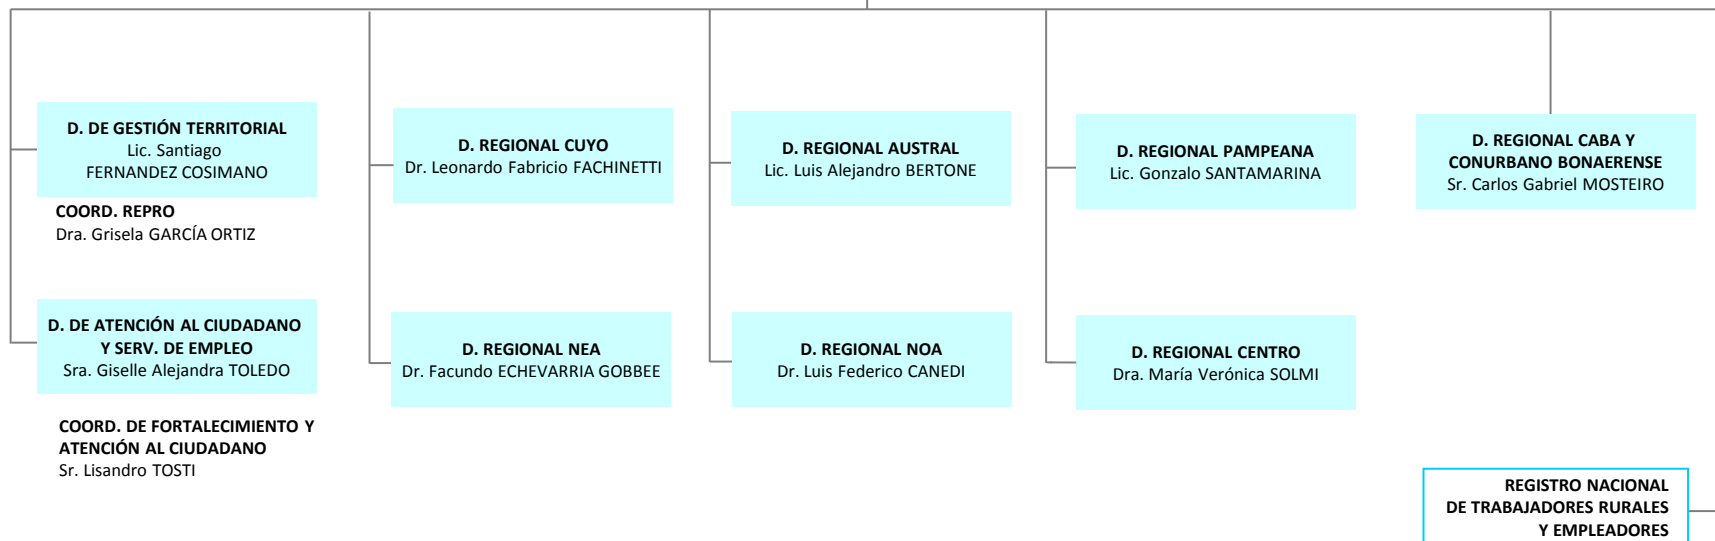 D. DE GESTIÓN TERRITORIAL
Lic. Santiago
FERNANDEZ COSIMANO
COORD. REPRO
Dra. Grisela GARCÍA ORTIZ
D. DE ATENCIÓN AL CIUDADANO
Y SERV. DE EMPLEO
Sra. Giselle Alejandra TOLEDO
COORD. DE FORTALECIMIENTO Y
ATENCIÓN AL CIUDADANO
Sr. Lisandro TOSTI
D. REGIONAL CUYO
Dr. Leonardo Fabricio FACHINETTI
D. REGIONAL NEA
Dr. Facundo ECHEVARRIA GOBBEE
D. REGIONAL AUSTRAL
Lic. Luis Alejandro BERTONE
D. REGIONAL NOA
Dr. Luis Federico CANEDI
D. REGIONAL PAMPEANA
Lic. Gonzalo SANTAMARINA
D. REGIONAL CENTRO
Dra. María Verónica SOLMI
D. REGIONAL CABA Y
CONURBANO BONAERENSE
Sr. Carlos Gabriel MOSTEIRO
REGISTRO NACIONAL
DE TRABAJADORES RURALES
Y EMPLEADORES